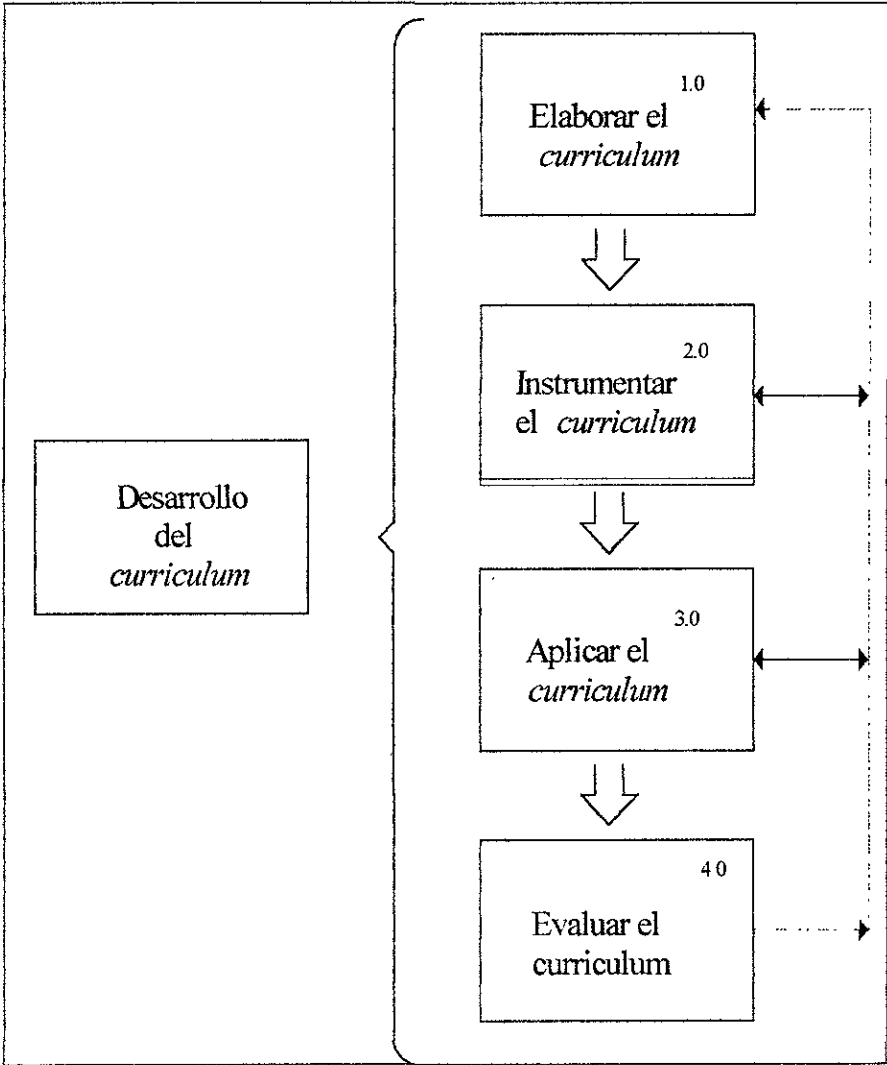 Desarrollo
del
curriculum
1.0
Elaborar el
curriculum
2.0
Instrumentar
el curriculum
3.0
Aplicar el
curriculum
4 0
Evaluar el
curriculum